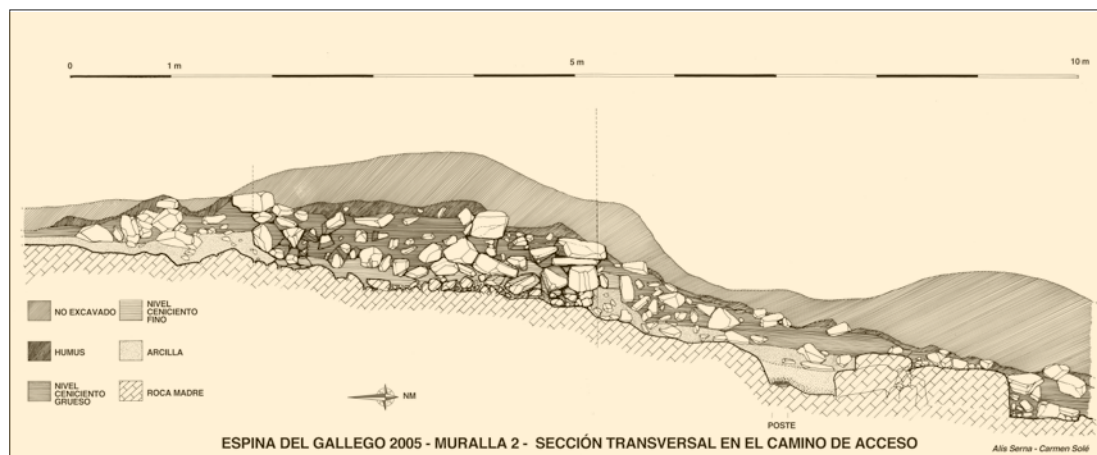 0 1 m 5 m 10 m
NO EXCAVADO
NIVEL
CENICIENTO
FINO
HUMUS
ARCILLA
NIVEL
CENICIENTO
GRUESO
ROCA MADRE
NM
POSTE
ESPINA DEL GALLEGO 2005 - MURALLA 2 - SECCIÓN TRANSVERSAL EN EL CAMINO DE ACCESO
Alis Serna - Carmen Solé